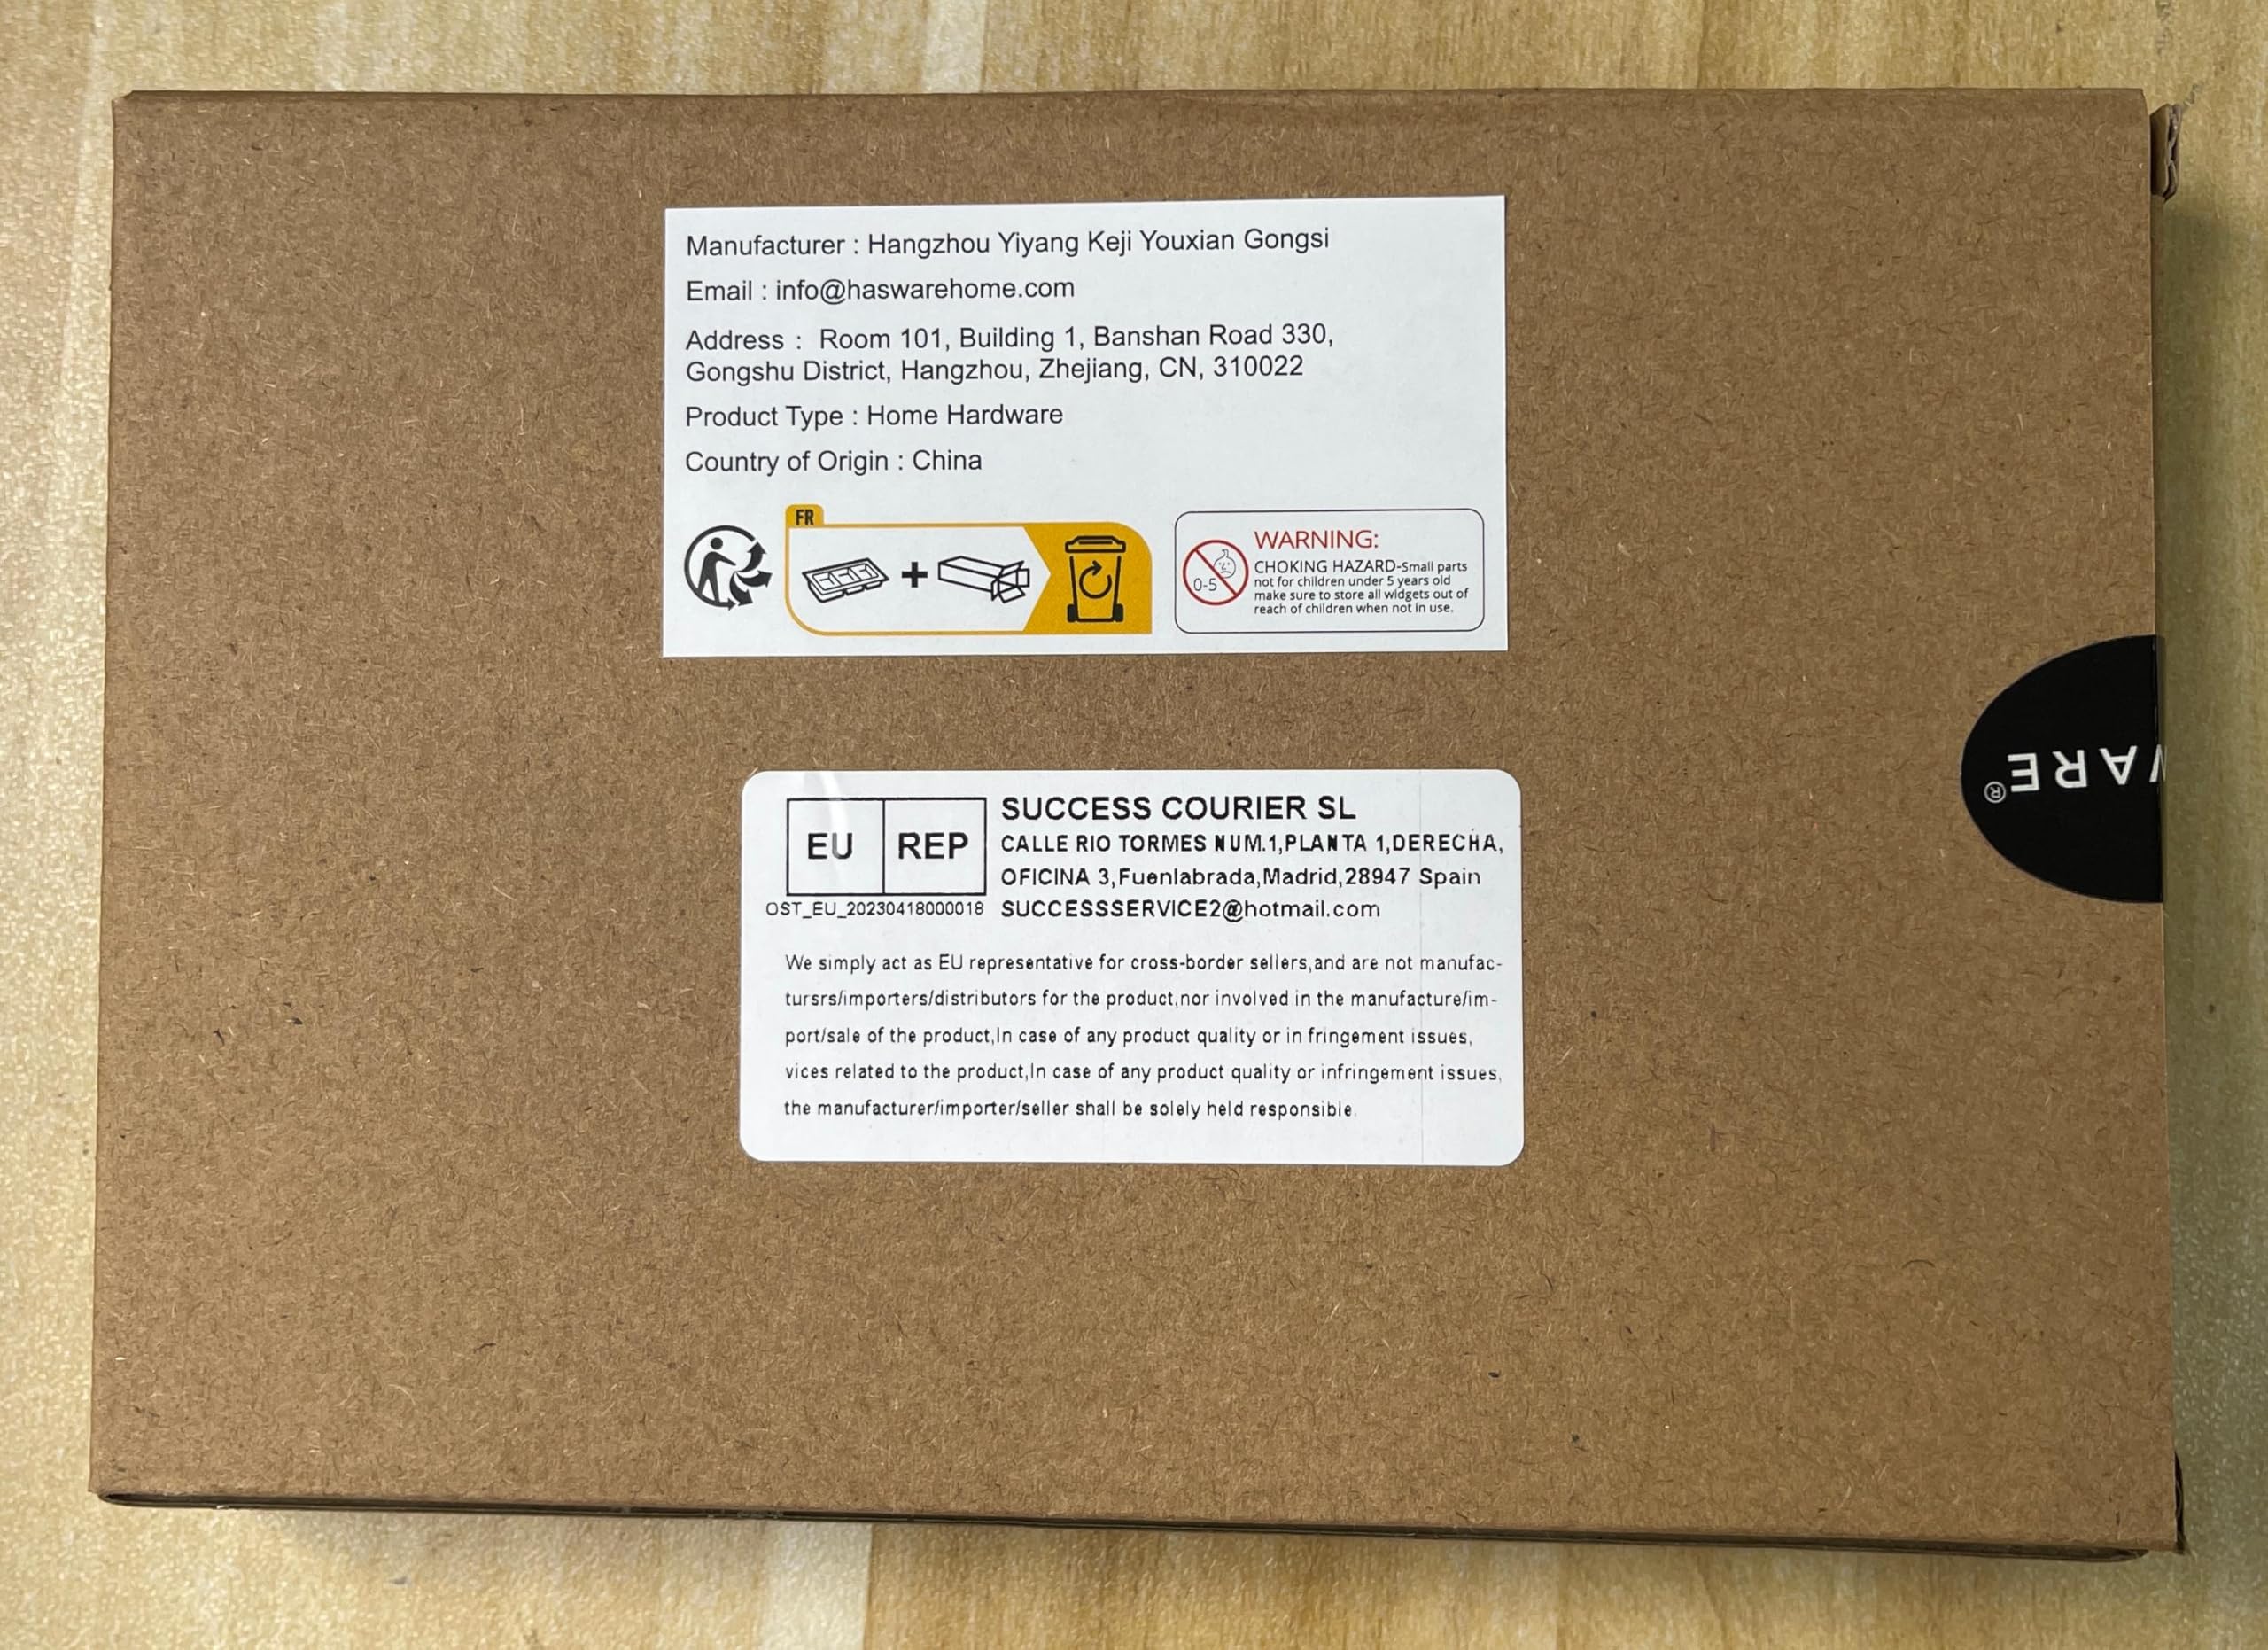 Manufacturer : Hangzhou Yiyang Keji Youxian Gongsi
Email : info@haswarehome.com
Address : Room 101, Building 1, Banshan Road 330,
Gongshu District, Hangzhou, Zhejiang, CN, 310022
Product Type : Home Hardware
Country of Origin : China
FR
0-5
WARNING:
CHOKING HAZARD-Small parts
not for children under 5 years old
make sure to store all widgets out of
reach of children when not in use.
WARE®
EU REP
OST_EU_20230418000018
SUCCESS COURIER SL
CALLE RIO TORMES NUM.1,PLANTA 1,DERECHA,
OFICINA 3,Fuenlabrada,Madrid,28947 Spain
SUCCESSSERVICE2@hotmail.com
We simply act as EU representative for cross-border sellers,and are not manufac-
tursrs/importers/distributors for the product,nor involved in the manufacture/im-
port/sale of the product,In case of any product quality or in fringement issues,
vices related to the product,In case of any product quality or infringement issues,
the manufacturer/importer/seller shall be solely held responsible.